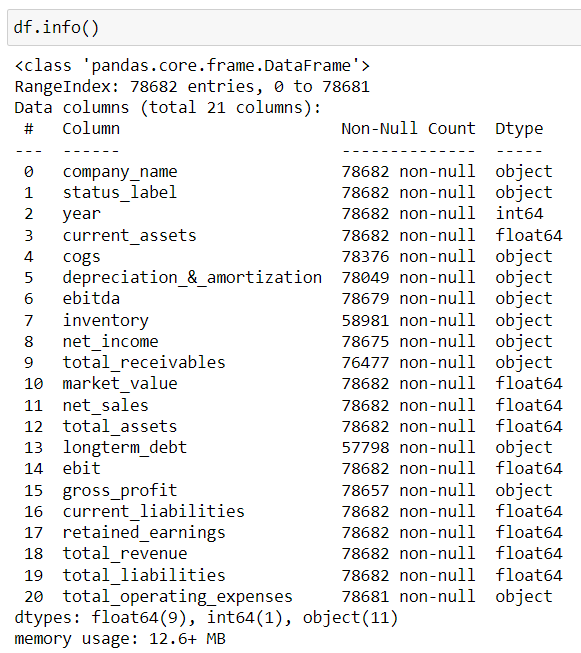 df.info()
<class 'pandas.core.frame.DataFrame'>
RangeIndex: 78682 entries, 0 to 78681
Data columns (total 21 columns):
 #   Column                       Non-Null Count  Dtype
---  ------                       --------------  -----
 0   company_name                 78682 non-null  object
 1   status_label                 78682 non-null  object
 2   year                         78682 non-null  int64
 3   current_assets               78682 non-null  float64
 4   cogs                         78376 non-null  object
 5   depreciation_&_amortization  78049 non-null  object
 6   ebitda                       78679 non-null  object
 7   inventory                    58981 non-null  object
 8   net_income                   78675 non-null  object
 9   total_receivables            76477 non-null  object
 10  market_value                 78682 non-null  float64
 11  net_sales                    78682 non-null  float64
 12  total_assets                 78682 non-null  float64
 13  longterm_debt                57798 non-null  object
 14  ebit                         78682 non-null  float64
 15  gross_profit                 78657 non-null  object
 16  current_liabilities          78682 non-null  float64
 17  retained_earnings            78682 non-null  float64
 18  total_revenue                78682 non-null  float64
 19  total_liabilities            78682 non-null  float64
 20  total_operating_expenses     78681 non-null  object
dtypes: float64(9), int64(1), object(11)
memory usage: 12.6+ MB